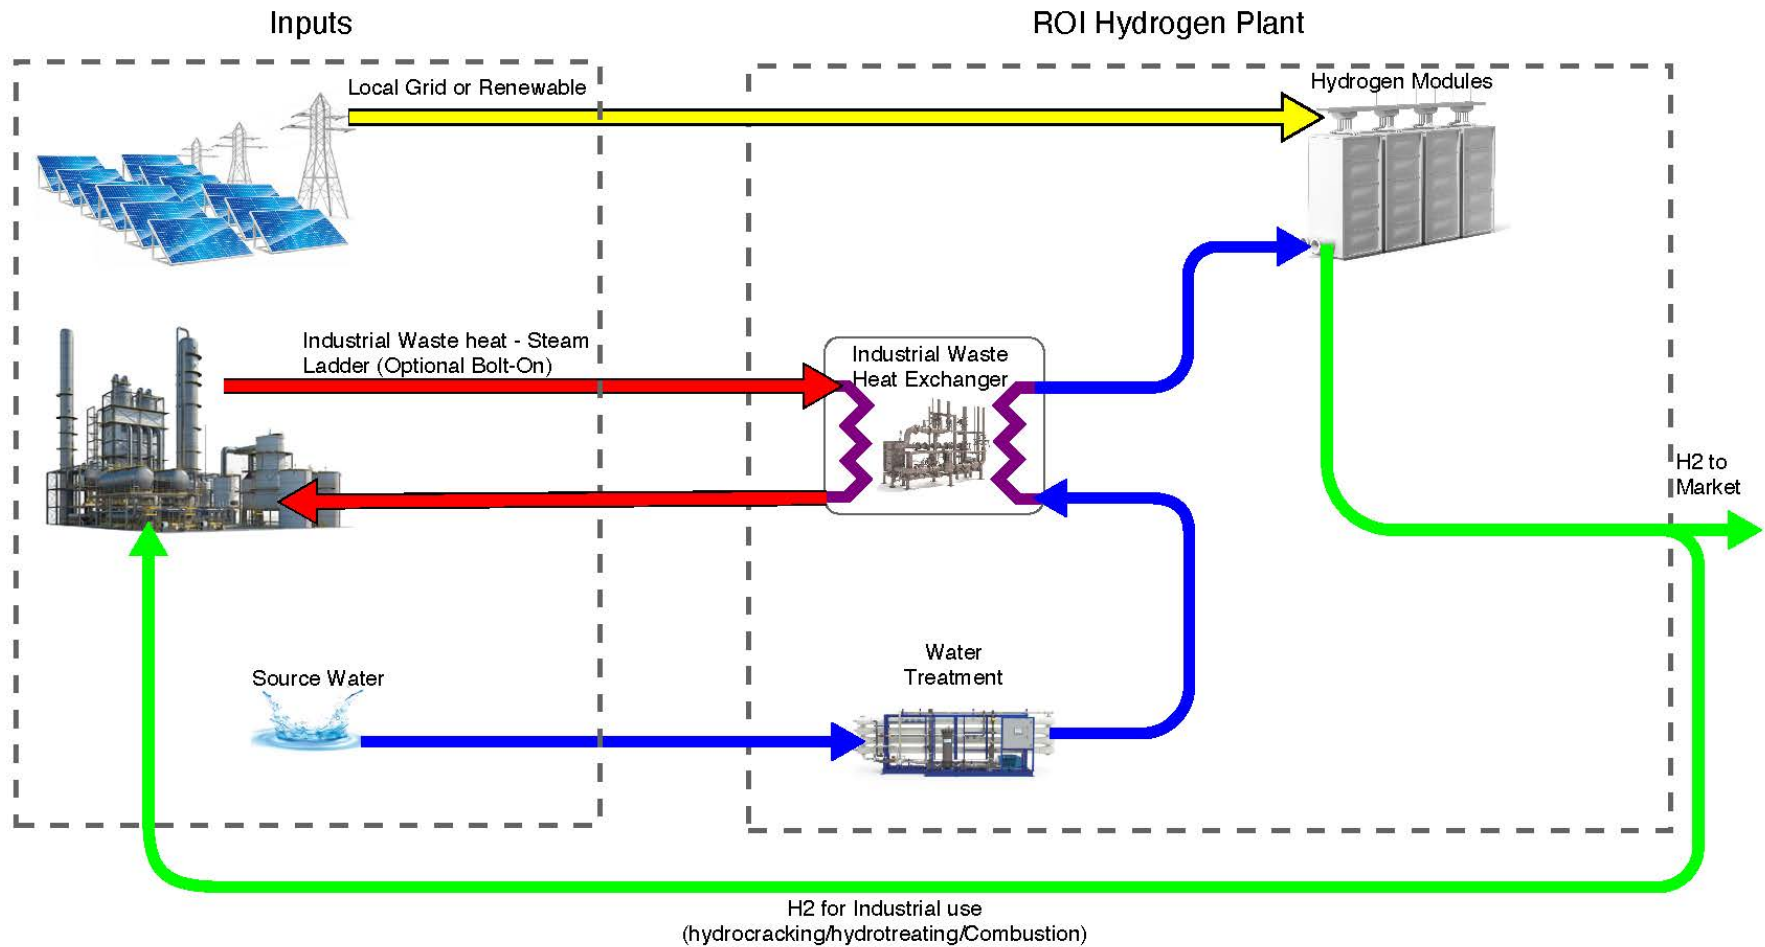 Inputs
ROI Hydrogen Plant
Local Grid or Renewable
Hydrogen Modules
Industrial Waste heat - Steam
Ladder (Optional Bolt-On)
Industrial Waste
Heat Exchanger
H2 to
Market
Source Water
Water
Treatment
H2 for Industrial use
(hydrocracking/hydrotreating/Combustion)